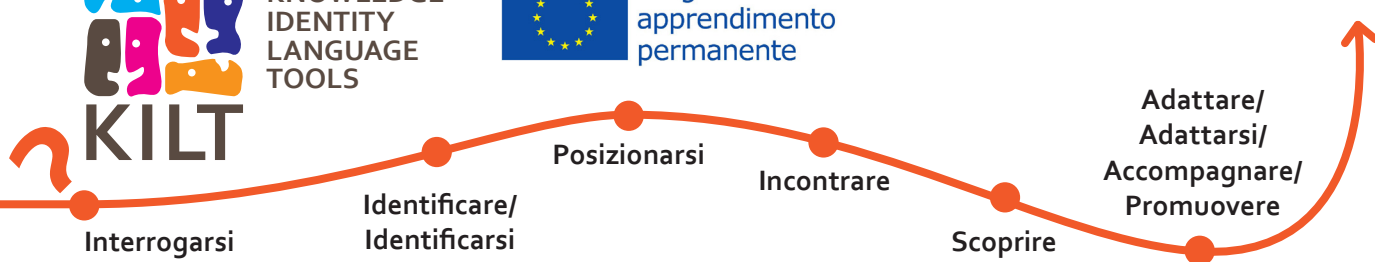 IDENTITY
LANGUAGE
TOOLS
KILT
apprendimento
permanente
Interrogarsi
Identificare/
Identificarsi
Posizionarsi
Incontrare
Scoprire
Adattare/
Adattarsi/
Accompagnare/
Promuovere